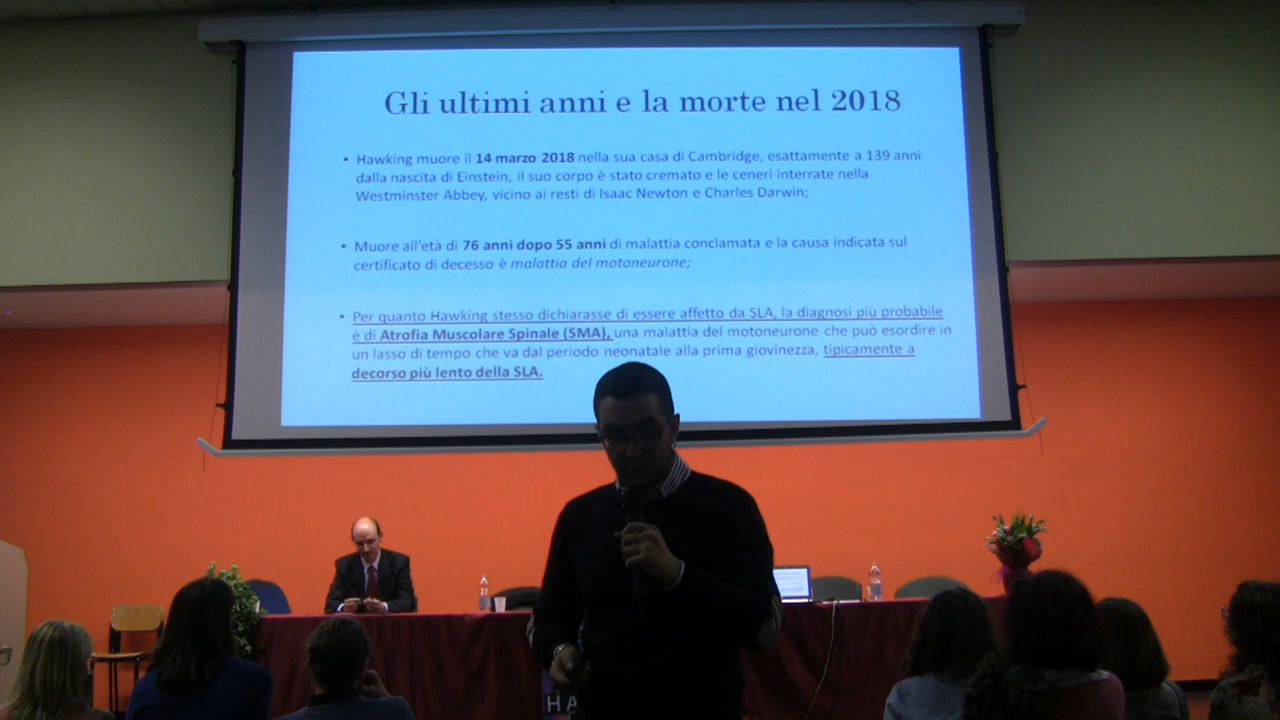 Gli ultimi anni e la morte nel 2018
• Hawking muore il 14 marzo 2018 nella sua casa di Cambridge, esattamente a 139 anni
dalla nascita di Einstein, il suo corpo è stato cremato e le ceneri interrate nella
Westminster Abbey, vicino ai resti di Isaac Newton e Charles Darwin;
• Muore all'età di 76 anni dopo 55 anni di malattia conclamata e la causa indicata sul
certificato di decesso è malattia del motoneurone;
• Per quanto Hawking stesso dichiarasse di essere affetto da SLA, la diagnosi più probabile
è di Atrofia Muscolare Spinale (SMA), una malattia del motoneurone che può esordire in
un lasso di tempo che va dal periodo neonatale alla prima giovinezza, tipicamente a
decorso più lento della SLA.
HA